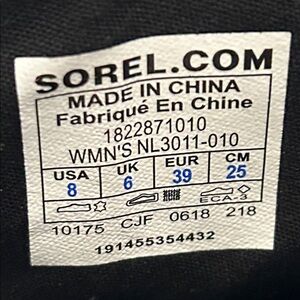 SOREL.COM
MADE IN CHINA
Fabriqué En Chine
1822871010
WMN'S NL3011-010
USA UK EUR CM
8 6 39 25
ECA-3
10175 CJF 0618 218
191455354432